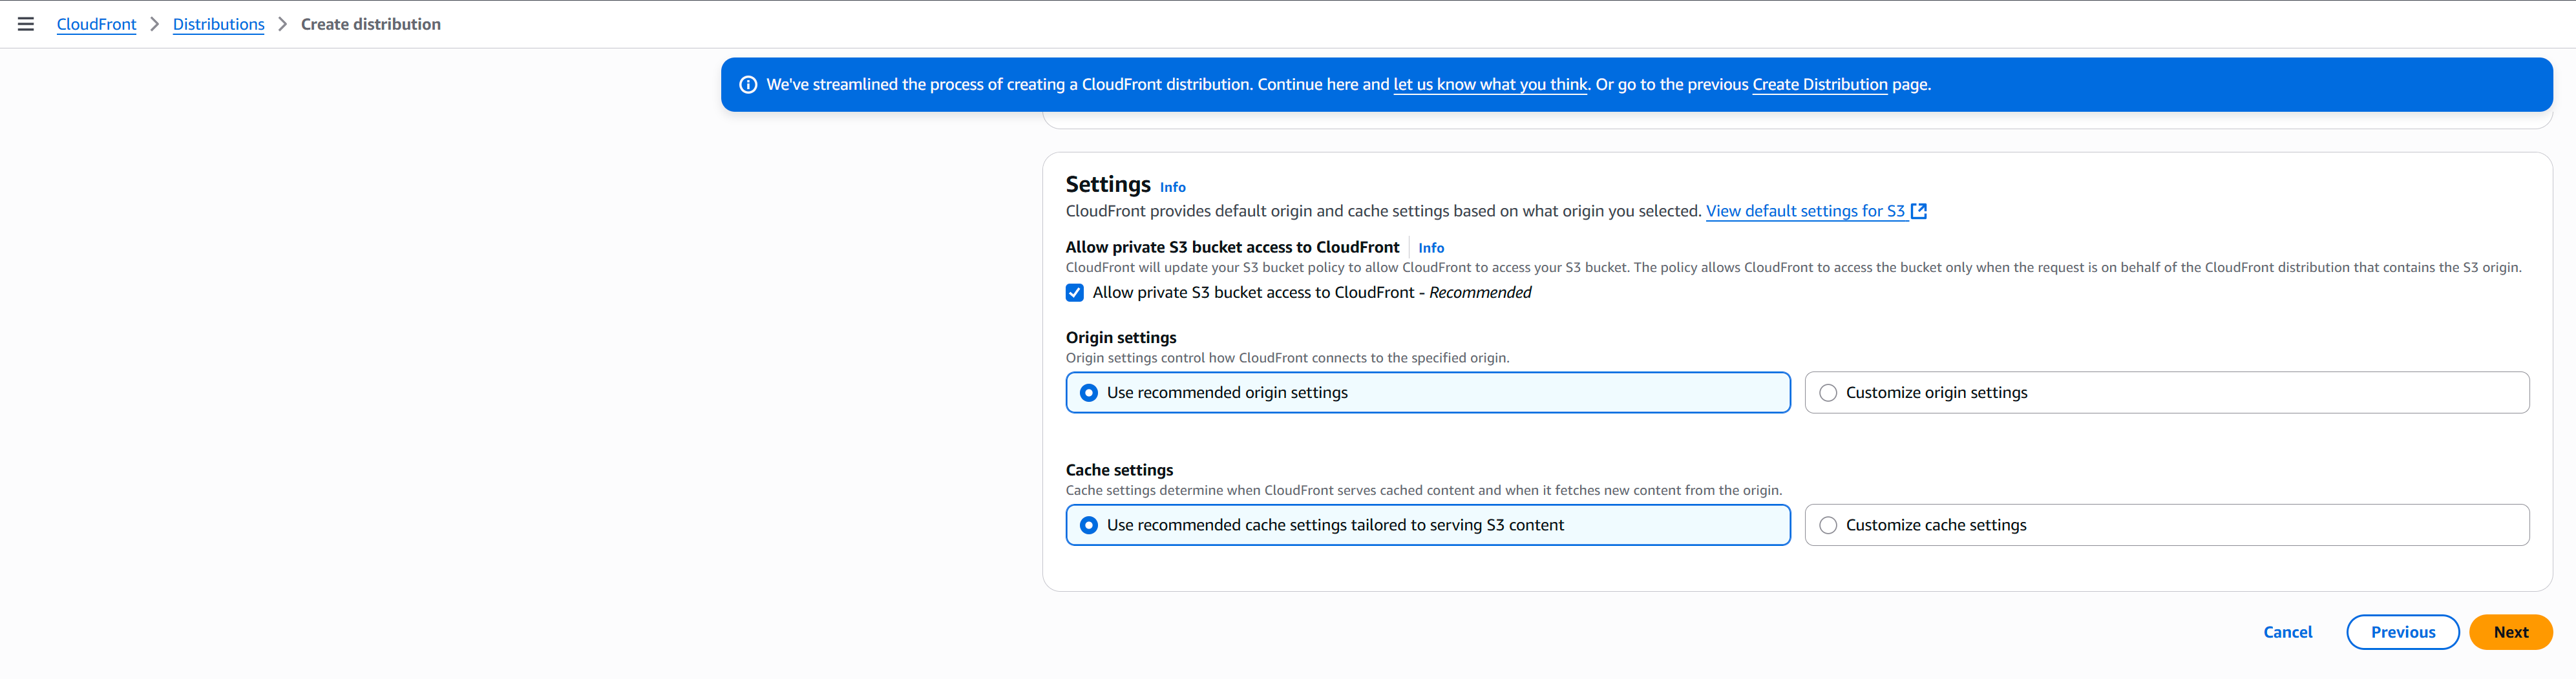 CloudFront > Distributions > Create distribution
We've streamlined the process of creating a CloudFront distribution. Continue here and let us know what you think. Or go to the previous Create Distribution page.
Settings Info
CloudFront provides default origin and cache settings based on what origin you selected. View default settings for S3
Allow private S3 bucket access to CloudFront Info
CloudFront will update your S3 bucket policy to allow CloudFront to access your S3 bucket. The policy allows CloudFront to access the bucket only when the request is on behalf of the CloudFront distribution that contains the S3 origin.
Allow private S3 bucket access to CloudFront - Recommended
Origin settings
Origin settings control how CloudFront connects to the specified origin.
Use recommended origin settings Customize origin settings
Cache settings
Cache settings determine when CloudFront serves cached content and when it fetches new content from the origin.
Use recommended cache settings tailored to serving S3 content Customize cache settings
Cancel Previous Next